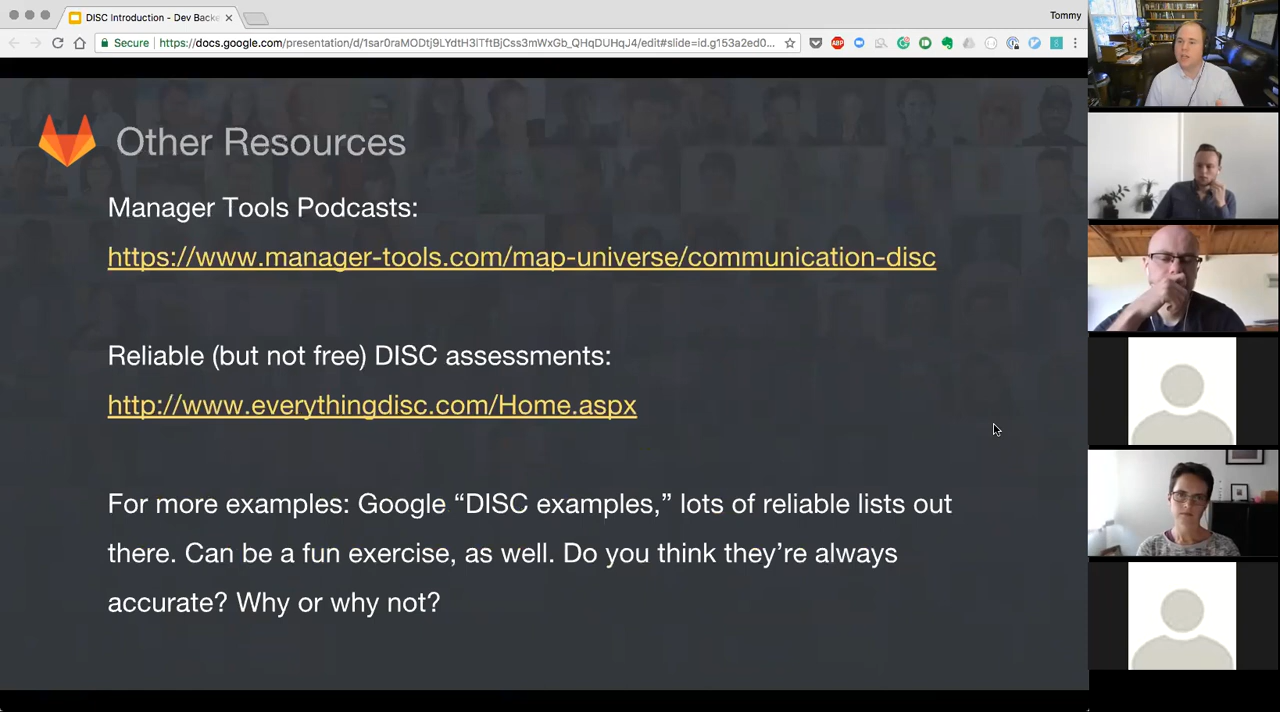 DISC Introduction - Dev Backe
Tommy
Secure
https://docs.google.com/presentation/d/1sar0raMzDtj9LYdtH3iTftBjCss3mWxGb_QHqDUHqJ4/edit#slide=id.g153a2ed0...
ABP
Other Resources
Manager Tools Podcasts:
https://www.manager-tools.com/map-universe/communication-disc
Reliable (but not free) DISC assessments:
http://www.everythingdisc.com/Home.aspx
For more examples: Google “DISC examples,” lots of reliable lists out
there. Can be a fun exercise, as well. Do you think they’re always
accurate? Why or why not?